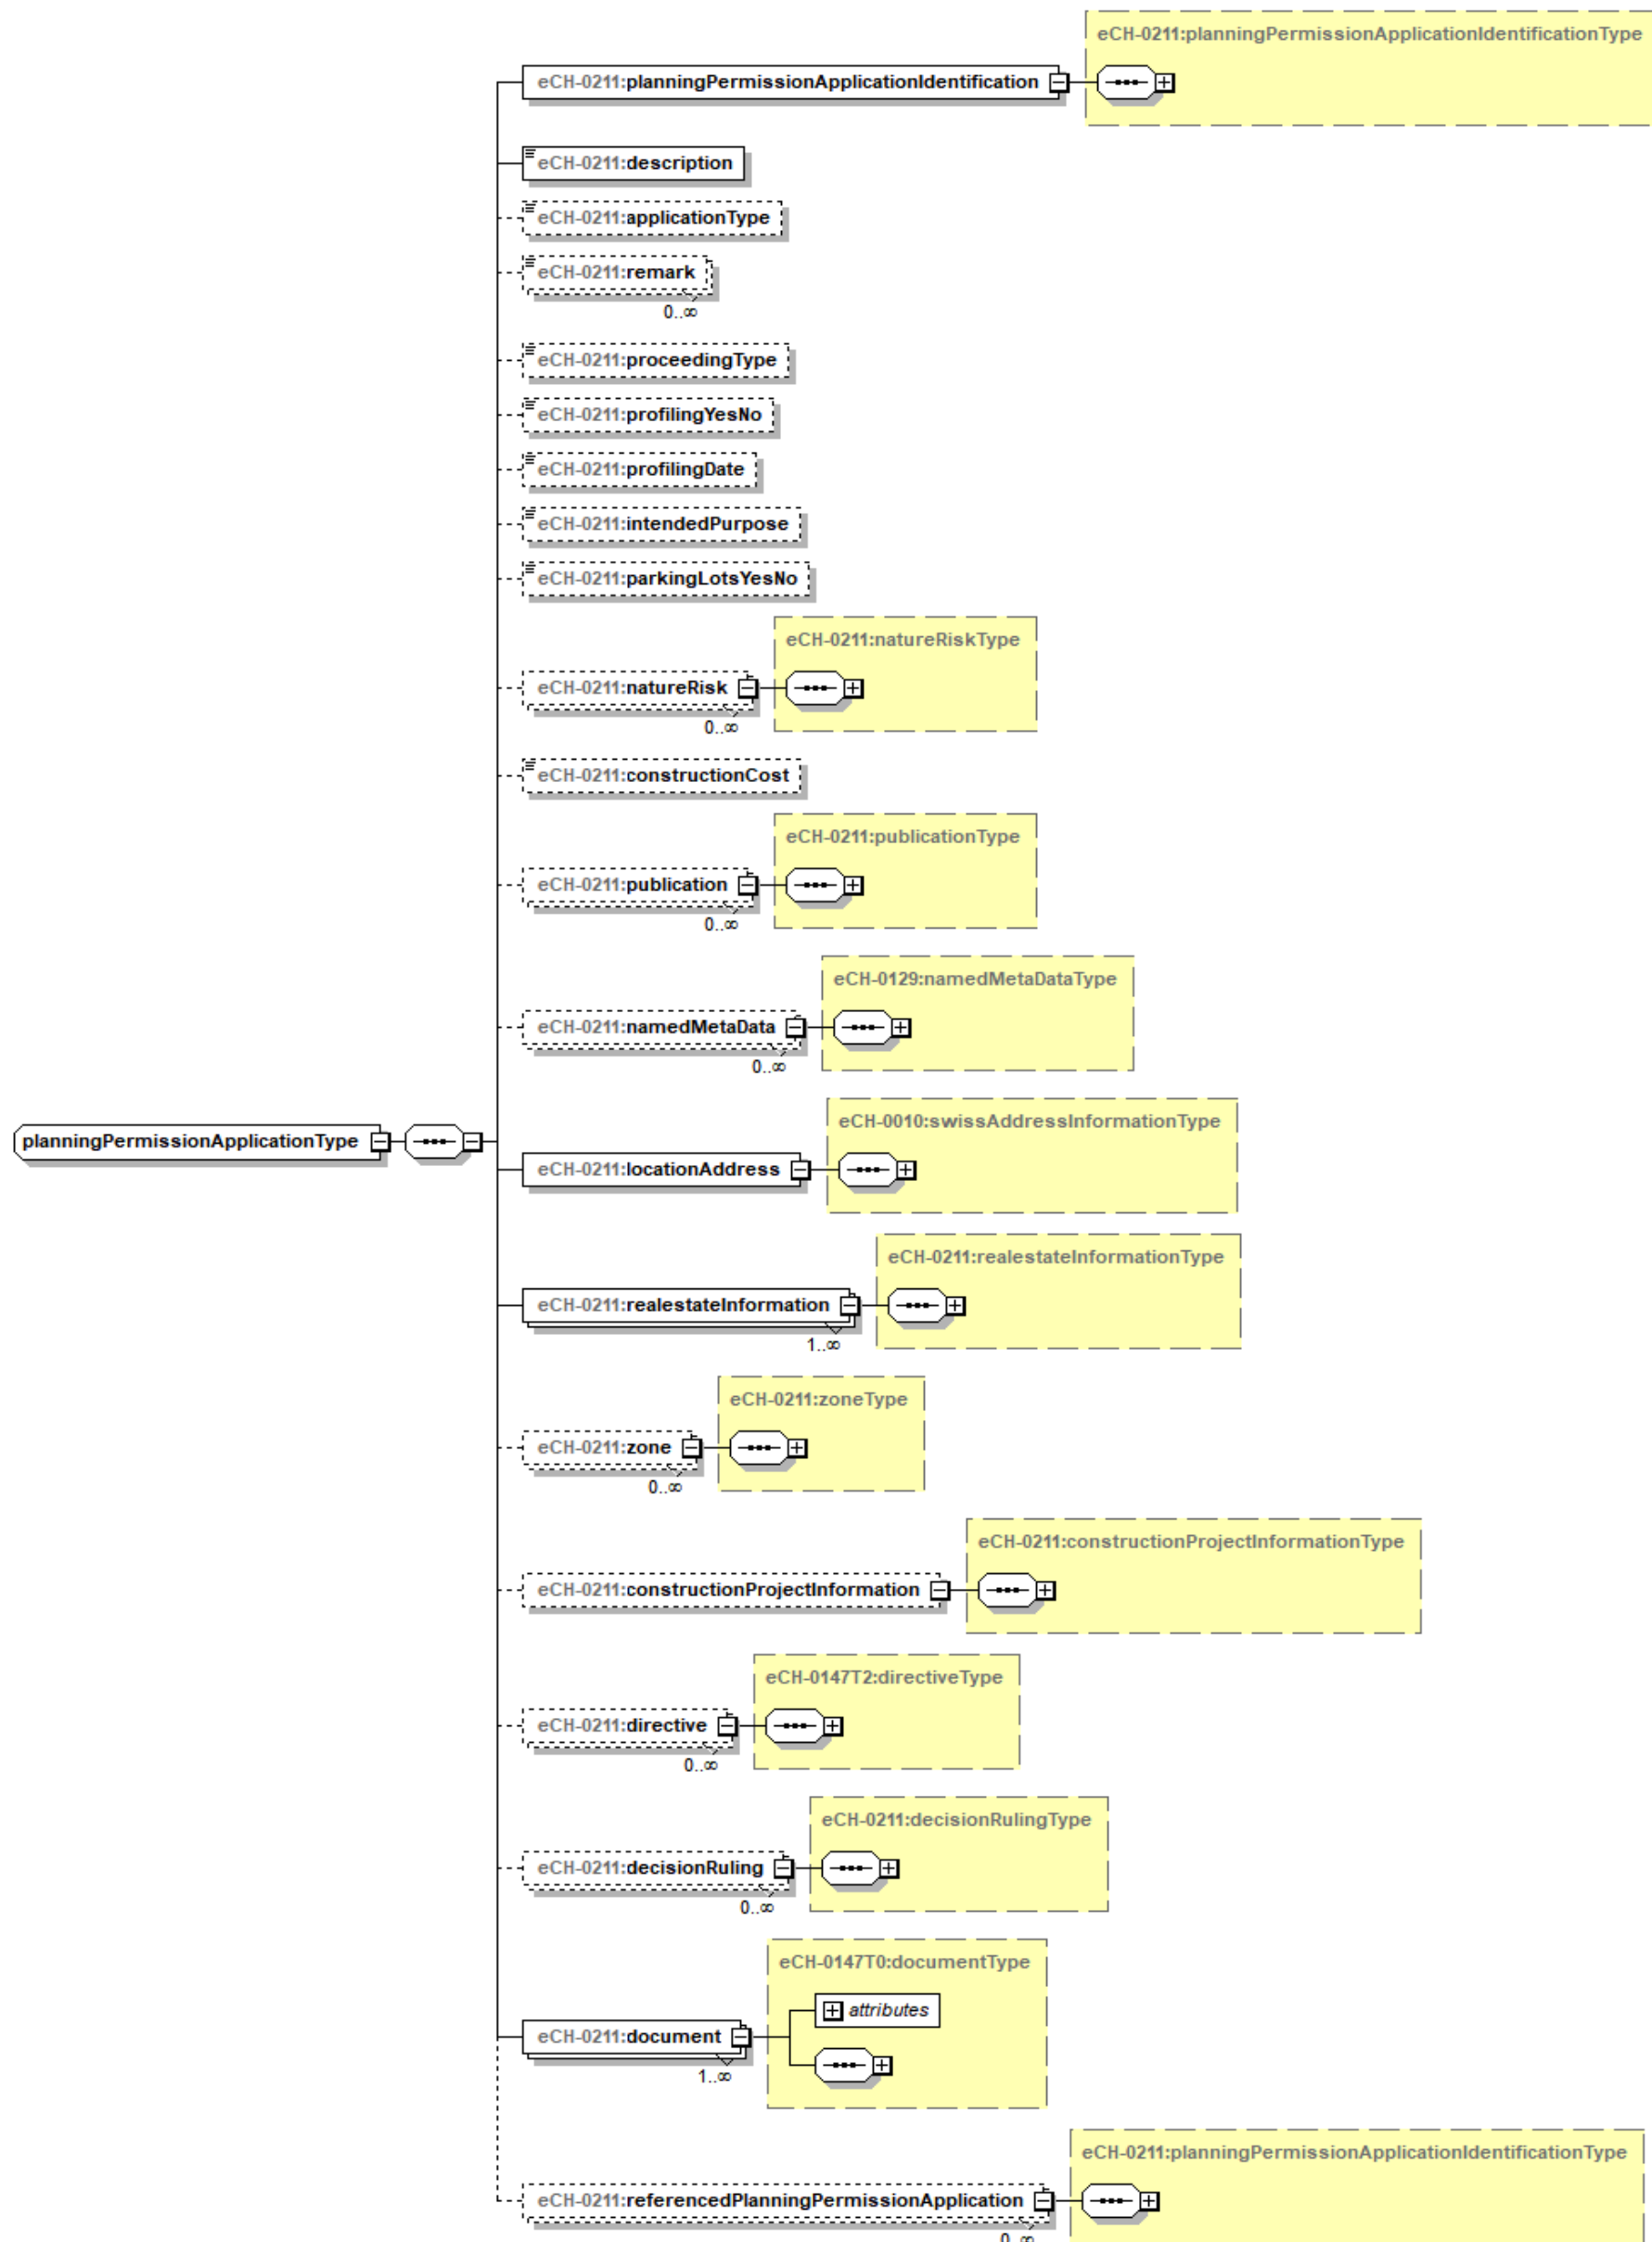 eCH-0211:planningPermissionApplicationIdentificationType
eCH-0211:planningPermissionApplicationIdentification
eCH-0211:description
eCH-0211:applicationType
eCH-0211:remark
0..∞
eCH-0211:proceedingType
eCH-0211:profilingYesNo
eCH-0211:profilingDate
eCH-0211:intendedPurpose
eCH-0211:parkingLotsYesNo
eCH-0211:natureRiskType
eCH-0211:natureRisk
0..∞
eCH-0211:constructionCost
eCH-0211:publicationType
eCH-0211:publication
0..∞
eCH-0129:namedMetaDataType
eCH-0211:namedMetaData
0..∞
eCH-0010:swissAddressInformationType
planningPermissionApplicationType
eCH-0211:locationAddress
eCH-0211:realestateInformationType
eCH-0211:realestateInformation
1..∞
eCH-0211:zoneType
eCH-0211:zone
0..∞
eCH-0211:constructionProjectInformationType
eCH-0211:constructionProjectInformation
eCH-0147T2:directiveType
eCH-0211:directive
0..∞
eCH-0211:decisionRulingType
eCH-0211:decisionRuling
0..∞
eCH-0147T0:documentType
attributes
eCH-0211:document
1..∞
eCH-0211:planningPermissionApplicationIdentificationType
eCH-0211:referencedPlanningPermissionApplication
0..∞